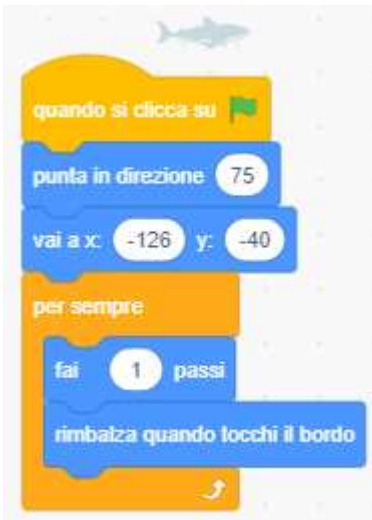 quando si clicca su
punta in direzione 75
vai a x: -126 y: -40
per sempre
fai 1 passi
rimbalza quando tocchi il bordo